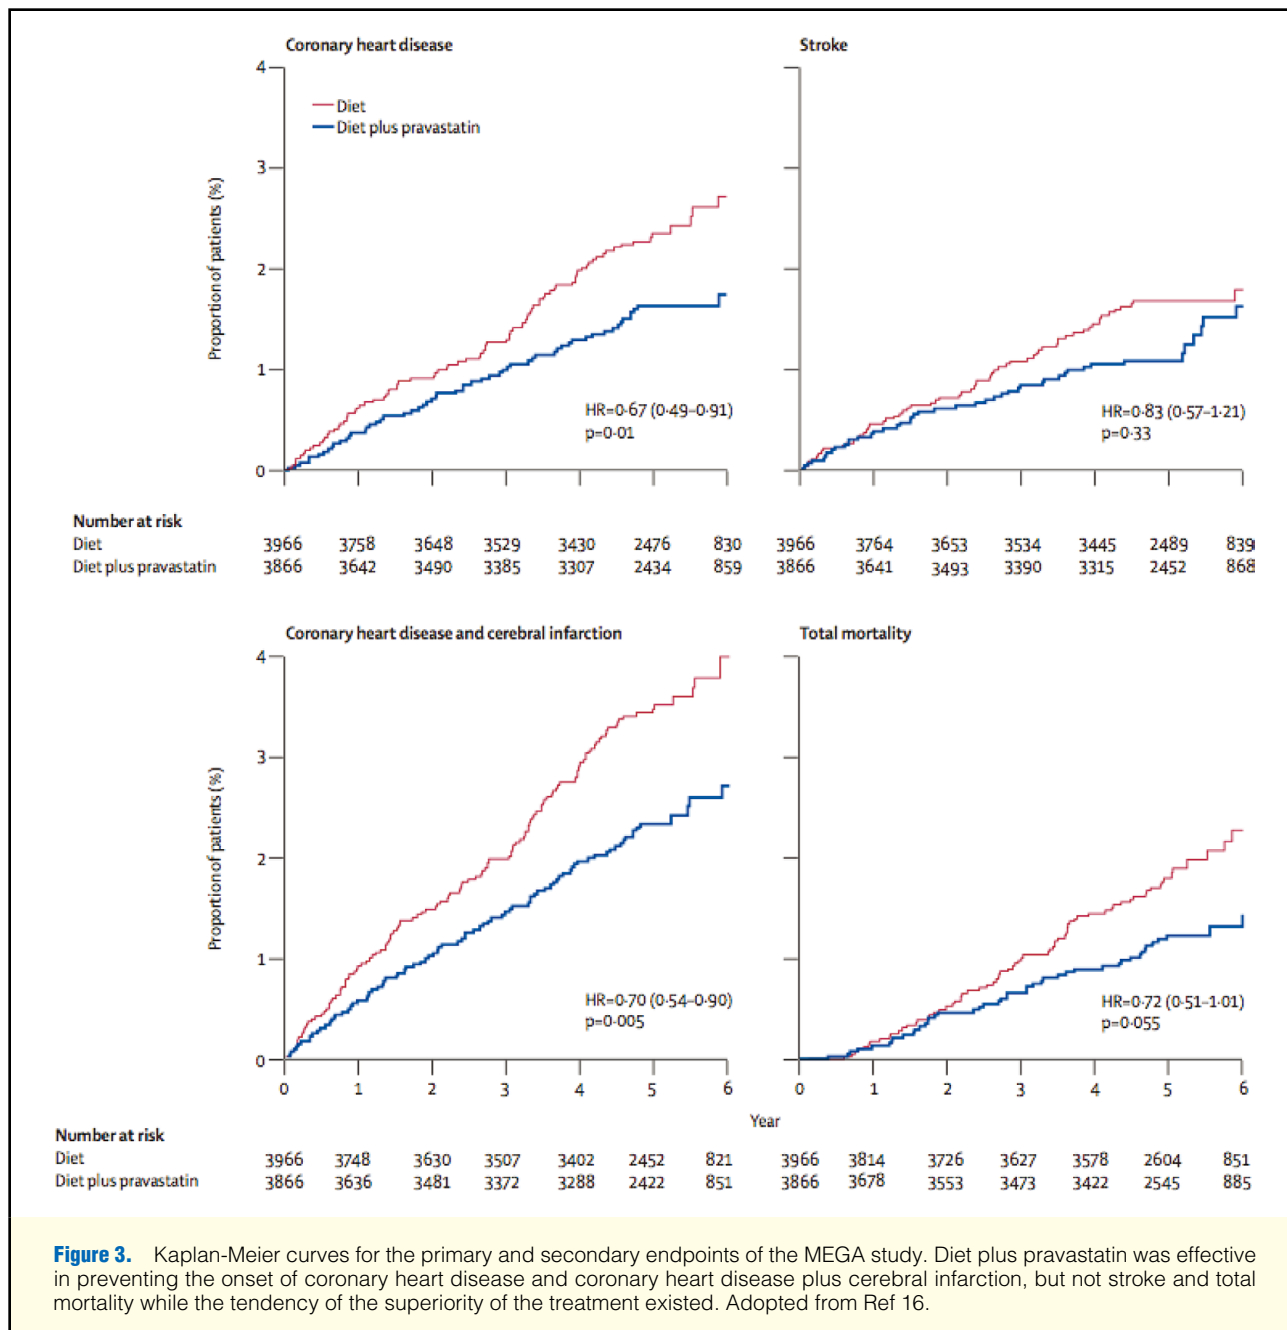 Coronary heart disease
Stroke
4
3
2
1
0
Proportion of patients (%)
Diet
Diet plus pravastatin
HR=0·67 (0·49–0·91)
p=0·01
HR=0·83 (0·57–1·21)
p=0·33
Number at risk
Diet 3966 3758 3648 3529 3430 2476 830 3966 3764 3653 3534 3445 2489 839
Diet plus pravastatin 3866 3642 3490 3385 3307 2434 859 3866 3641 3493 3390 3315 2452 868
Coronary heart disease and cerebral infarction
Total mortality
4
3
2
1
0
Proportion of patients (%)
HR=0·70 (0·54–0·90)
p=0·005
HR=0·72 (0·51–1·01)
p=0·055
0 1 2 3 4 5 6 0 1 2 3 4 5 6
Year
Number at risk
Diet 3966 3748 3630 3507 3402 2452 821 3966 3814 3726 3627 3578 2604 851
Diet plus pravastatin 3866 3636 3481 3372 3288 2422 851 3866 3678 3553 3473 3422 2545 885
Figure 3. Kaplan-Meier curves for the primary and secondary endpoints of the MEGA study. Diet plus pravastatin was effective
in preventing the onset of coronary heart disease and coronary heart disease plus cerebral infarction, but not stroke and total
mortality while the tendency of the superiority of the treatment existed. Adopted from Ref 16.